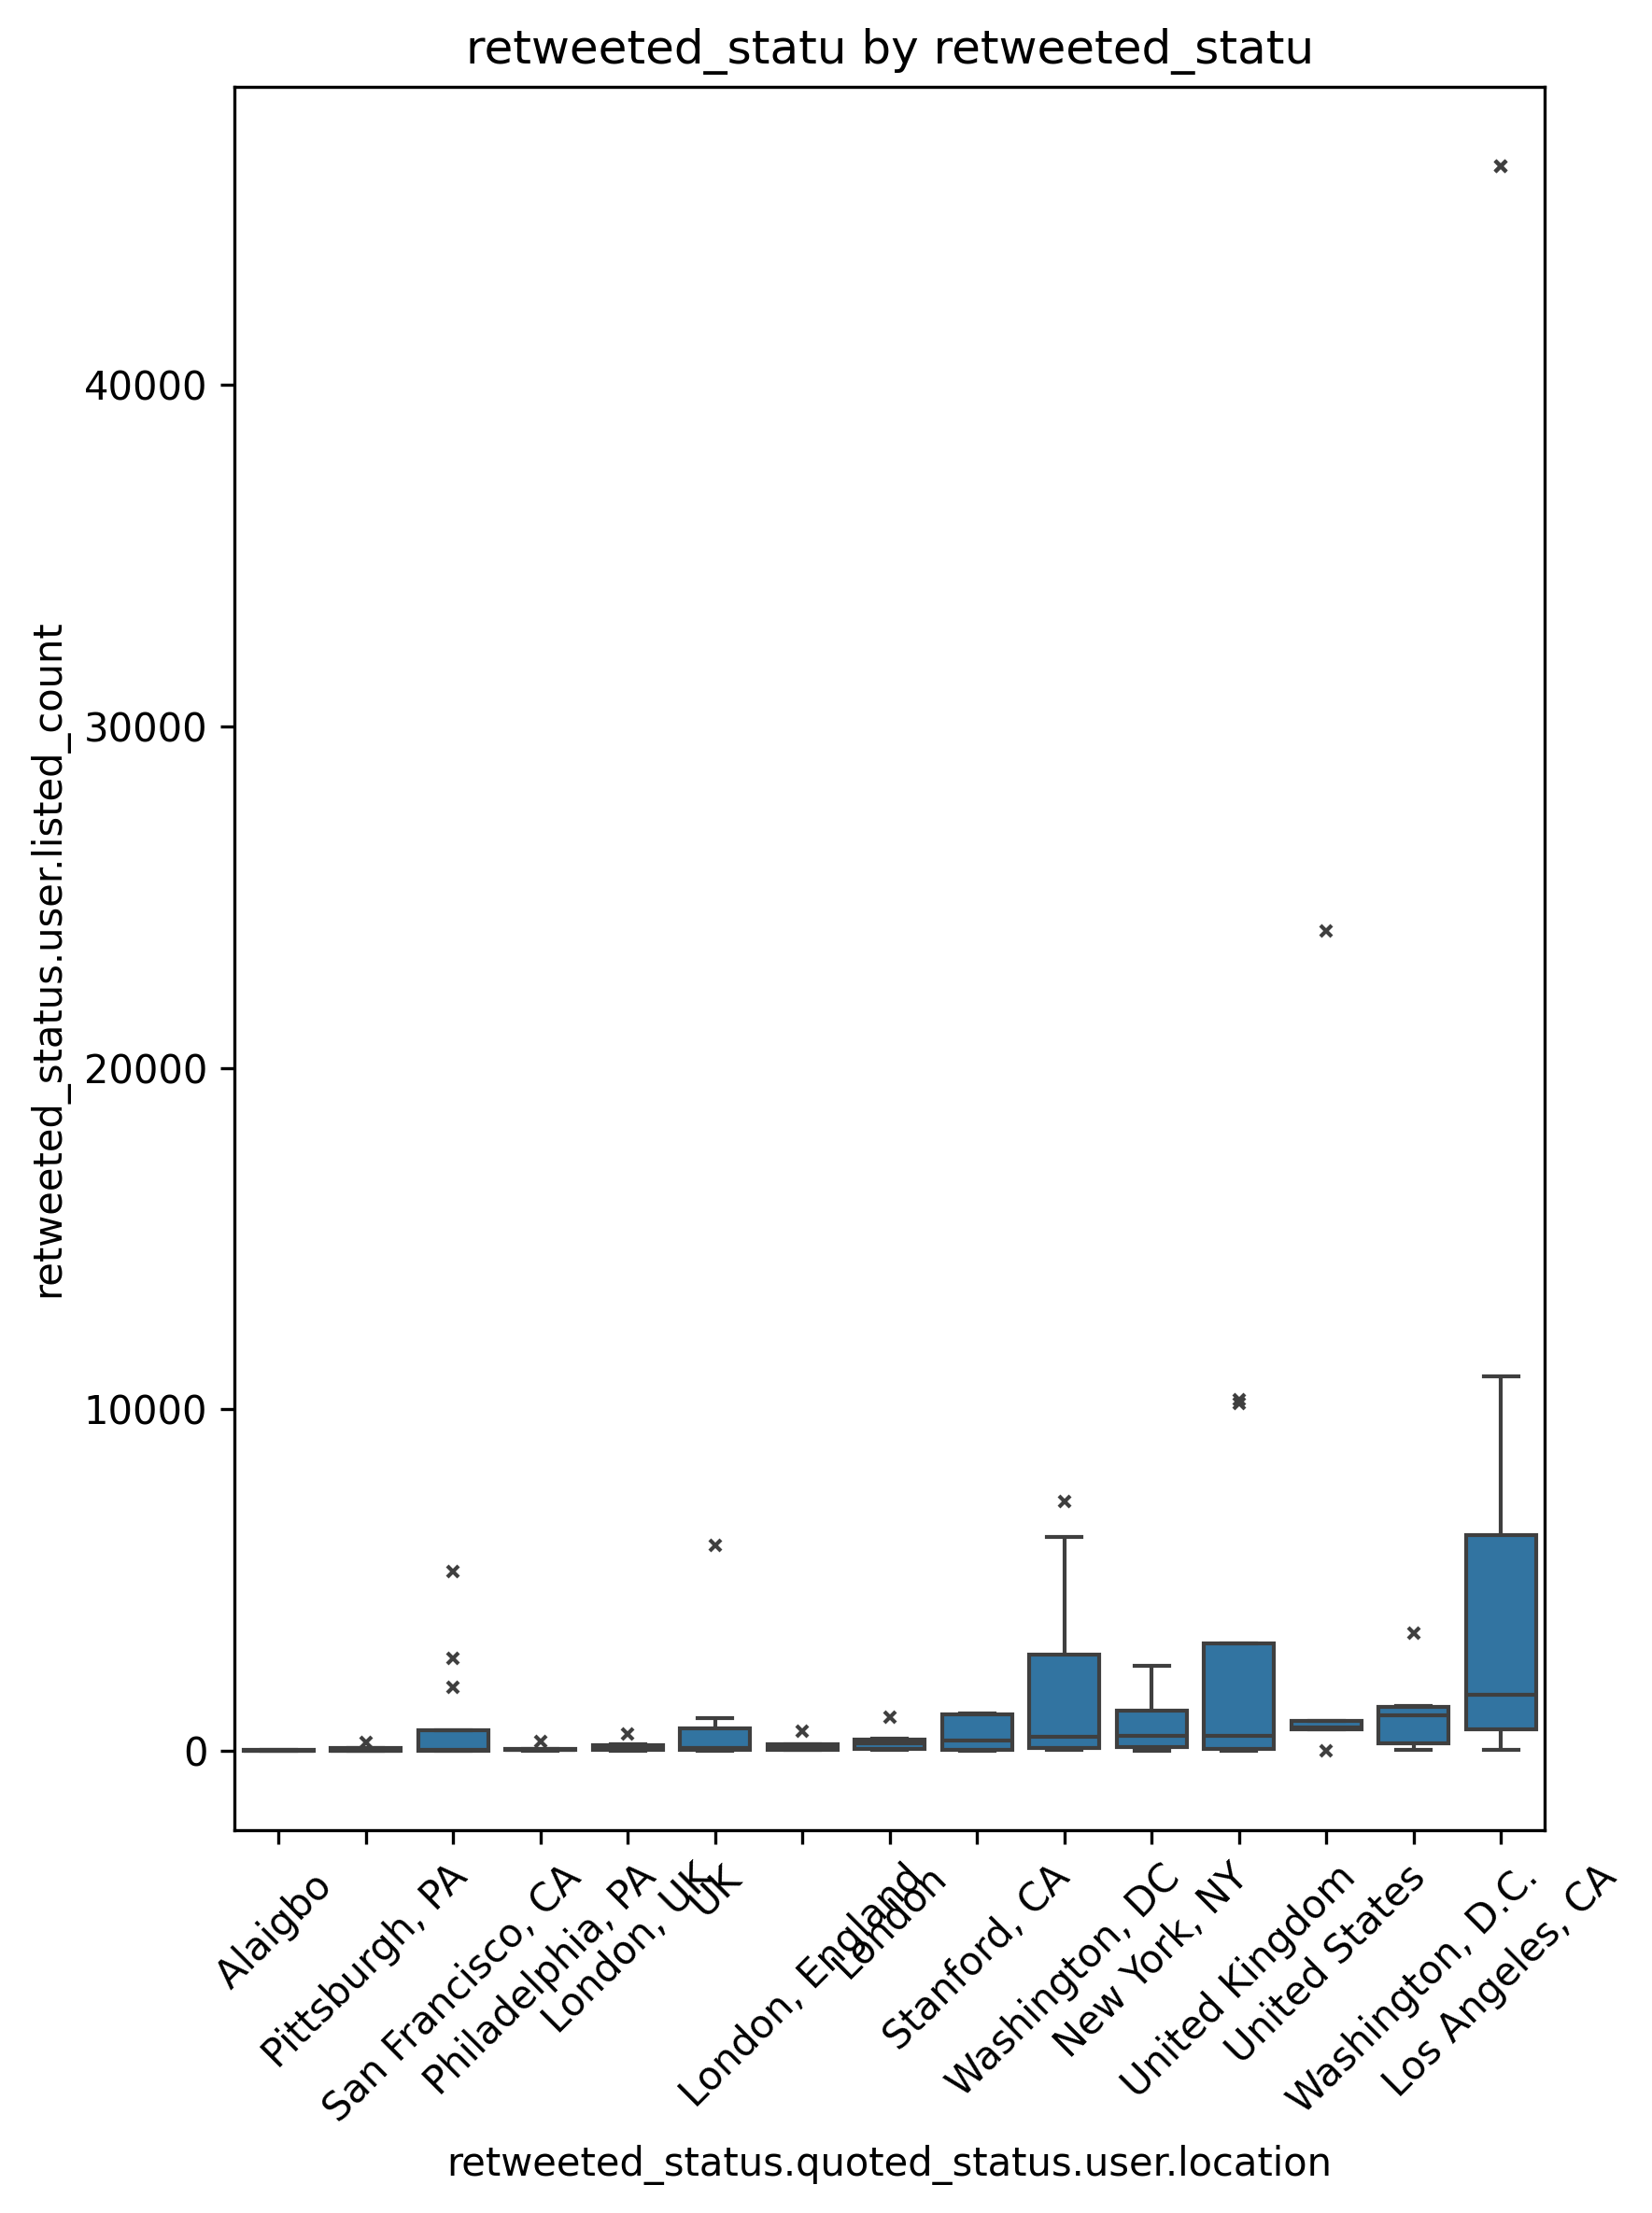 retweeted_statu by retweeted_statu
retweeted_status.user.listed_count
40000
30000
20000
10000
0
Alaigbo
Pittsburgh, PA
San Francisco, CA
Philadelphia, PA
London, UK
UK
London, England
London
Stanford, CA
Washington, DC
New York, NY
United Kingdom
United States
Washington, D.C.
Los Angeles, CA
retweeted_status.quoted_status.user.location